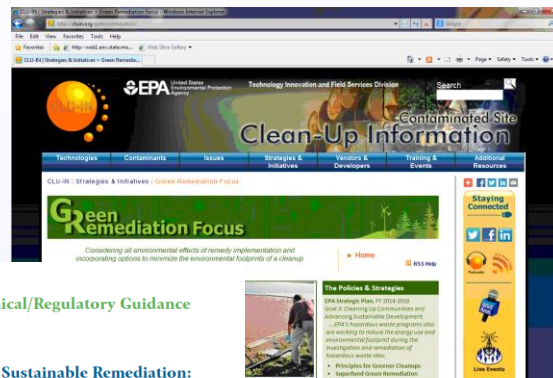 CLU-IN | Strategies & Initiatives > Green Remediation Focus - Windows Internet Explorer
http://cluin.org/greenremediation/
Google
File Edit View Favorites Tools Help
Favorites
Web Slice Gallery
CLU-IN | Strategies & Initiatives > Green Remedia...
Page Safety Tools
CLU-IN
EPA United States Environmental Protection Agency
Technology Innovation and Field Services Division
Search
Contaminated Site
Clean-Up Information
Technologies
Contaminants
Issues
Strategies & Initiatives
Vendors & Developers
Training & Events
Additional Resources
CLU-IN | Strategies & Initiatives | Green Remediation Focus
Green
Remediation Focus
Staying
Connected
Considering all environmental effects of remedy implementation and
incorporating options to minimize the environmental footprints of a cleanup
Home
RSS Help
Podcasts
nical/Regulatory Guidance
The Policies & Strategies
EPA Strategic Plan, FY 2014-2018
Goal 3: Cleaning Up Communities and
Advancing Sustainable Development
...EPA's hazardous waste programs also
are working to reduce the energy use and
environmental footprint during the
investigation and remediation of
hazardous waste sites.
Principles for Greener Cleanups
Superfund Green Remediation
Live Events
Sustainable Remediation: